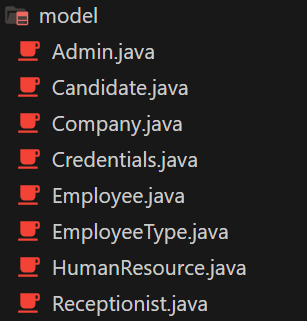 model
Admin.java
Candidate.java
Company.java
Credentials.java
Employee.java
EmployeeType.java
HumanResource.java
Receptionist.java